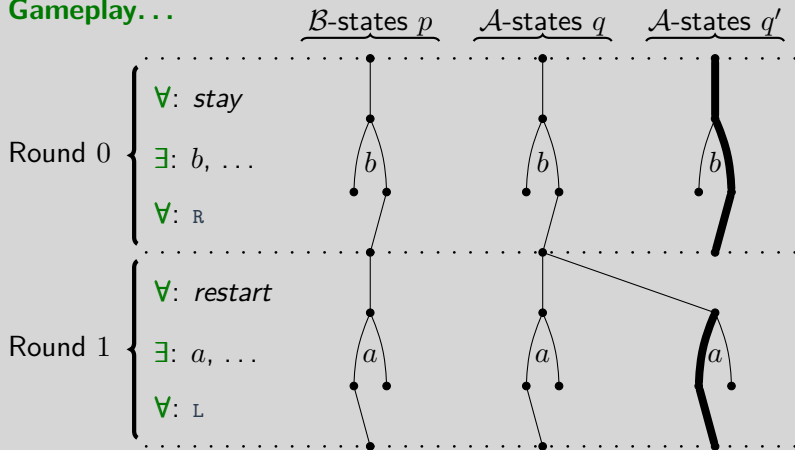 Gameplay. . .
ℬ-states p 𝒜-states q 𝒜-states q′
Round 0
∀: stay
∃: b, . . .
∀: R
b b b
Round 1
∀: restart
∃: a, . . .
∀: L
a a a